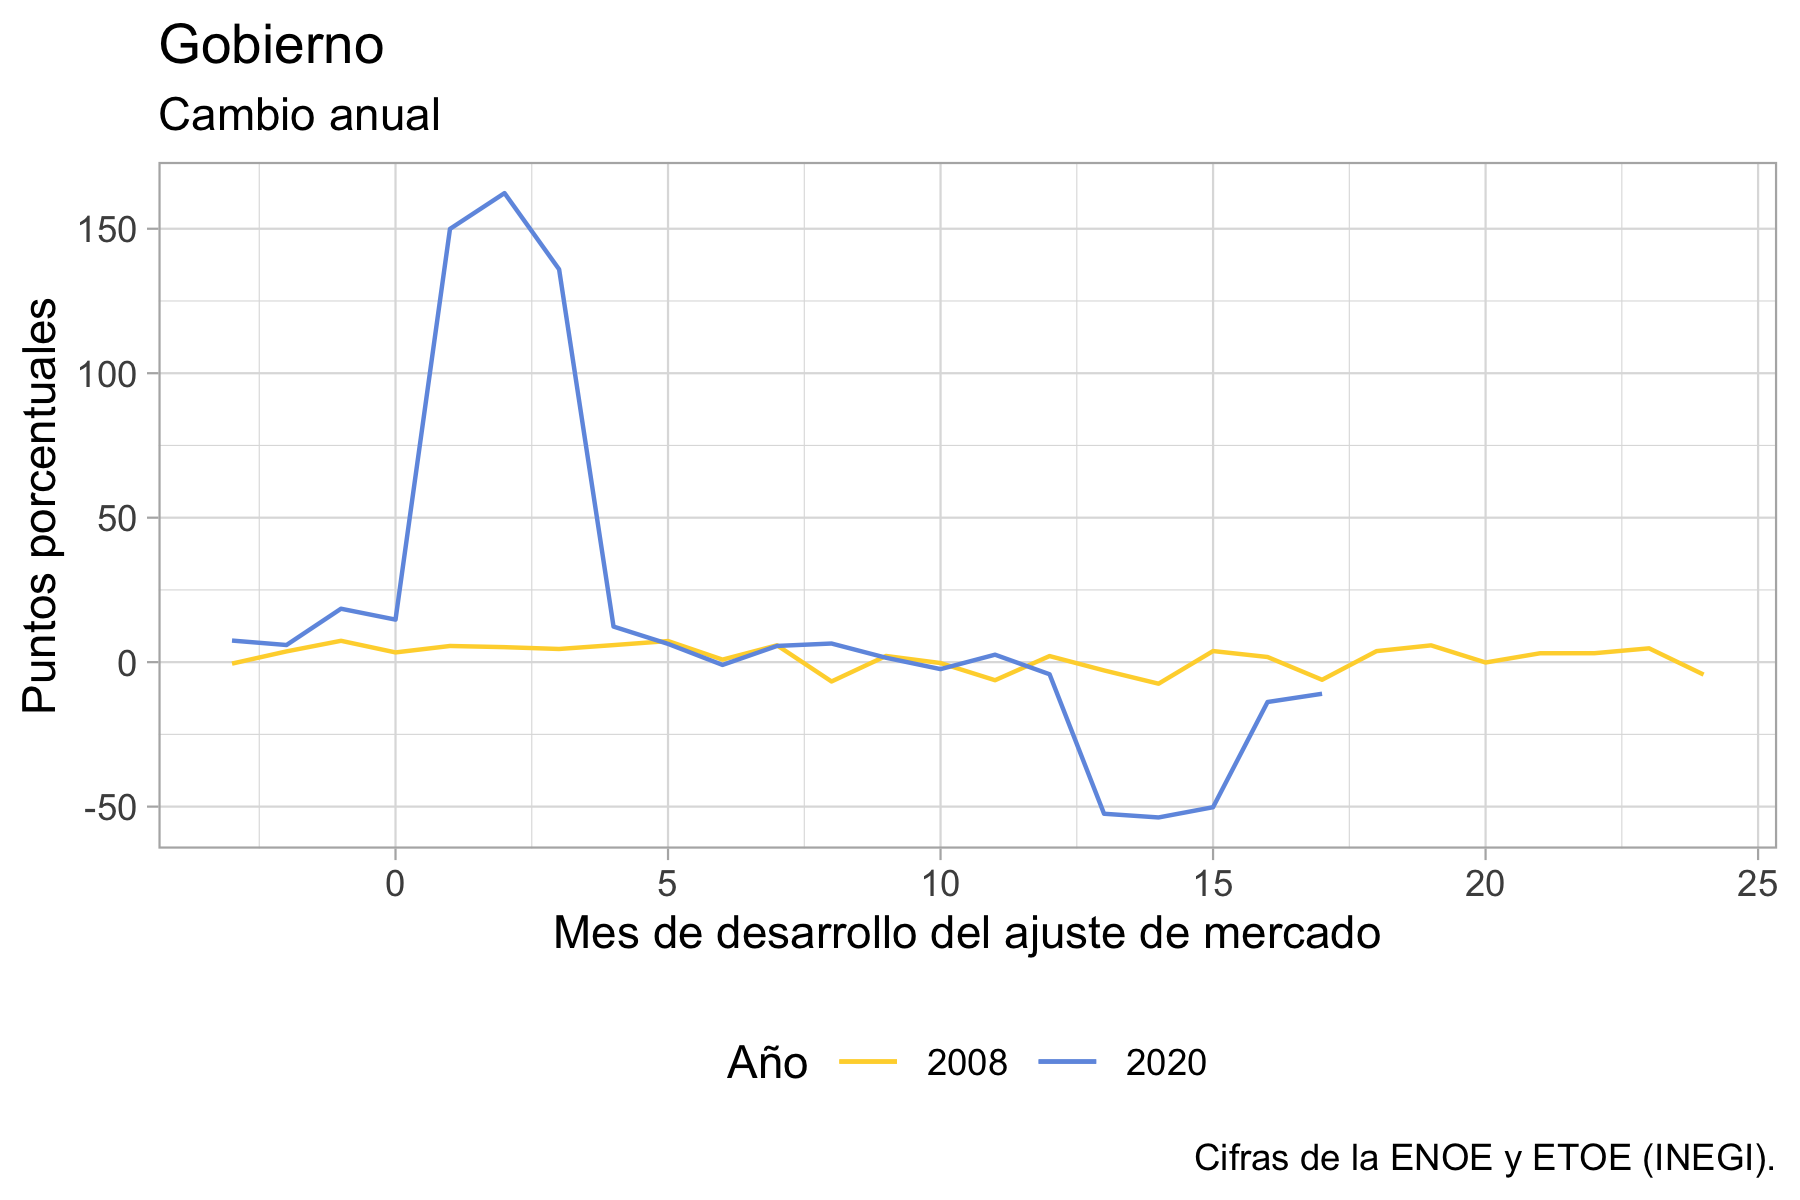 Gobierno
Cambio anual
Puntos porcentuales
150
100
50
0
-50
0 5 10 15 20 25
Mes de desarrollo del ajuste de mercado
Año 2008 2020
Cifras de la ENOE y ETOE (INEGI).